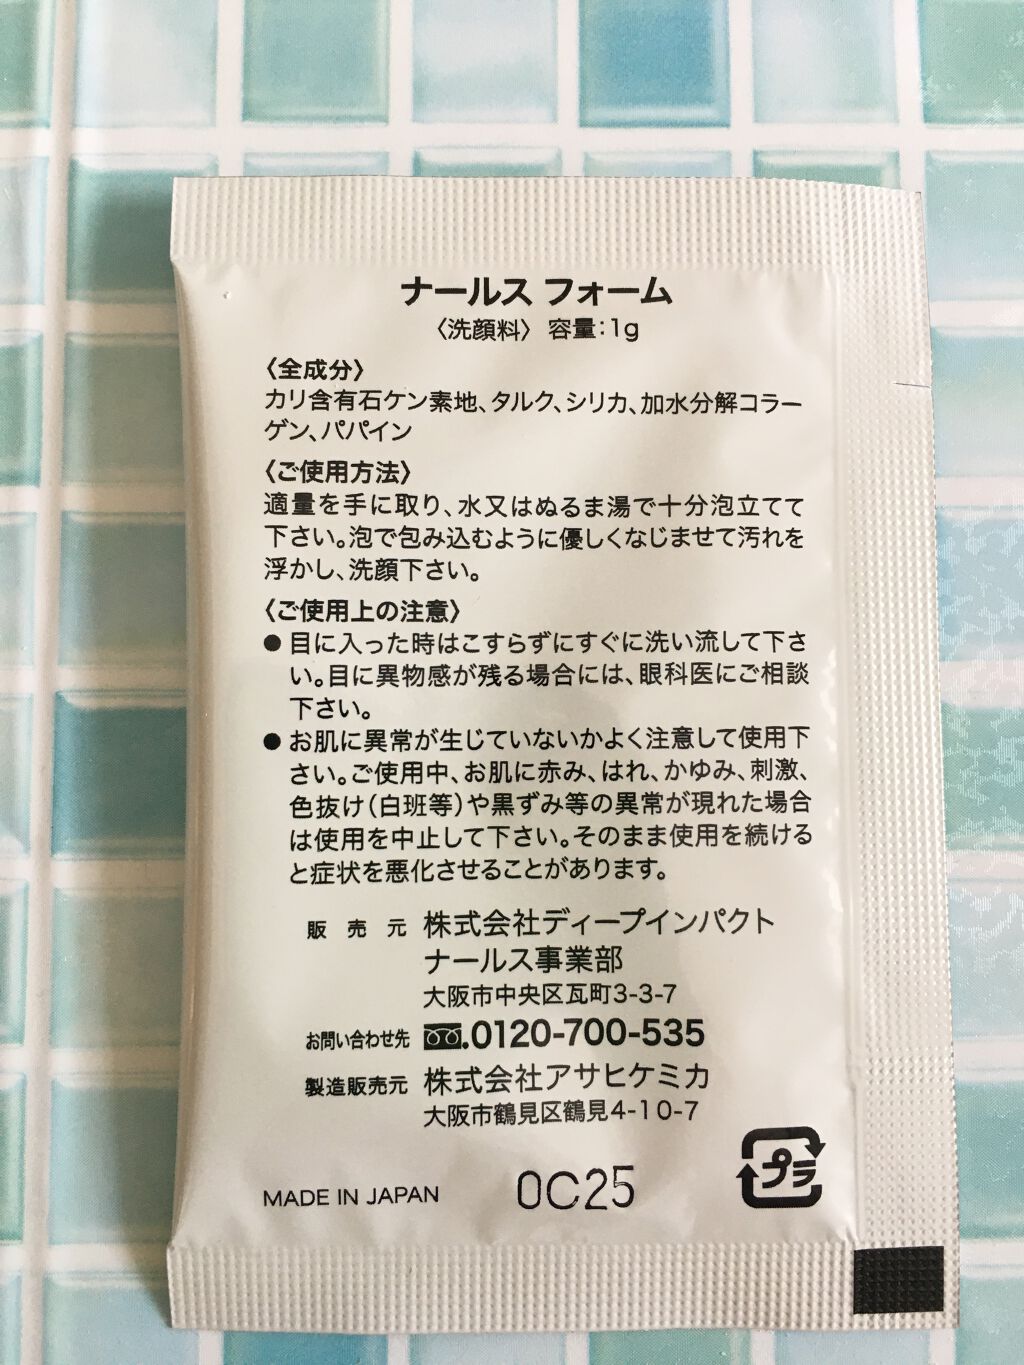 ナールス フォーム
〈洗顔料〉 容量：1g
〈全成分〉
カリ含有石ケン素地、タルク、シリカ、加水分解コラー
ゲン、パパイン
〈ご使用方法〉
適量を手に取り、水又はぬるま湯で十分泡立てて
下さい。泡で包み込むように優しくなじませて汚れを
浮かし、洗顔下さい。
〈ご使用上の注意〉
● 目に入った時はこすらずにすぐに洗い流して下さ
い。目に異物感が残る場合には、眼科医にご相談
下さい。
● お肌に異常が生じていないかよく注意して使用下
さい。ご使用中、お肌に赤み、はれ、かゆみ、刺激、
色抜け（白班等）や黒ずみ等の異常が現れた場合
は使用を中止して下さい。そのまま使用を続ける
と症状を悪化させることがあります。
販売元 株式会社ディープインパクト
ナールス事業部
大阪市中央区瓦町3-3-7
お問い合わせ先 0120-700-535
製造販売元 株式会社アサヒケミカ
大阪市鶴見区鶴見4-10-7
MADE IN JAPAN 0C25 プラ